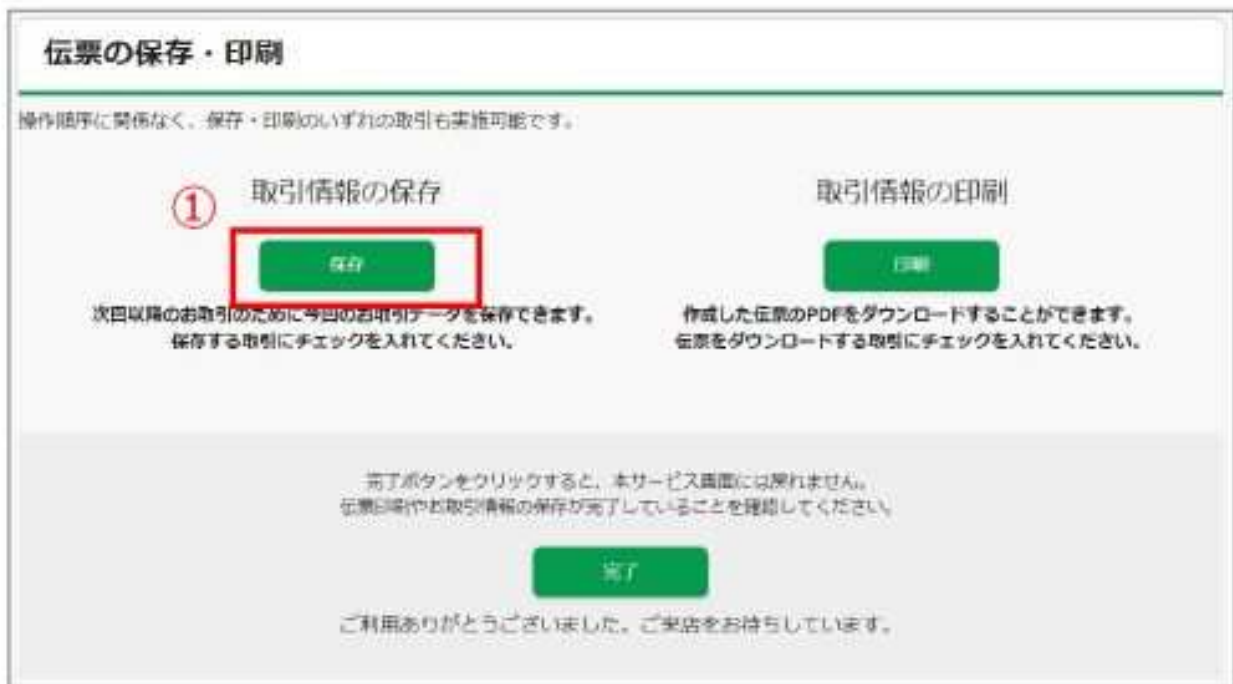 伝票の保存・印刷
操作順序に関係なく、保存・印刷のいずれの取引も実施可能です。
①
取引情報の保存
保存
次回以降のお取引のために今回のお取引データを保存できます。
保存する取引にチェックを入れてください。
取引情報の印刷
印刷
作成した伝票のPDFをダウンロードすることができます。
伝票をダウンロードする取引にチェックを入れてください。
完了ボタンをクリックすると、本サービス画面には戻れません。
伝票印刷やお取引情報の保存が完了していることを確認してください。
完了
ご利用ありがとうございました。ご来店をお待ちしています。